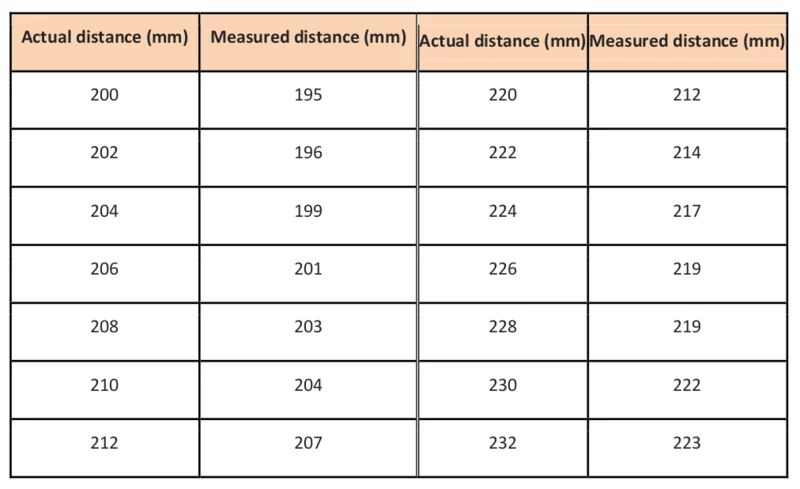 Actual distance (mm) Measured distance (mm) Actual distance (mm) Measured distance (mm)
200 195 220 212
202 196 222 214
204 199 224 217
206 201 226 219
208 203 228 219
210 204 230 222
212 207 232 223